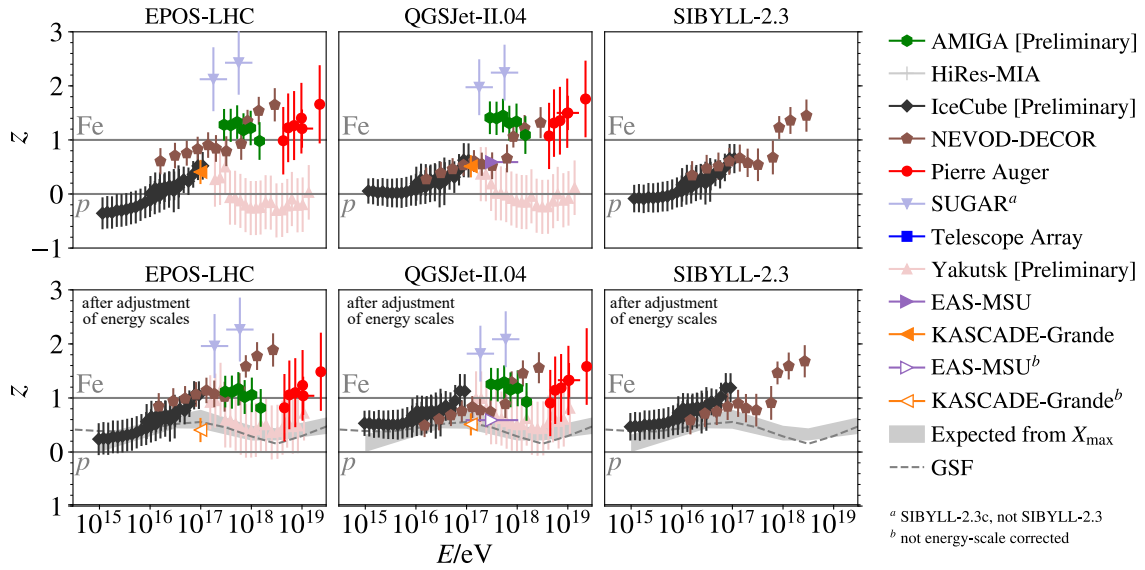 EPOS-LHC QGSJet-II.04 SIBYLL-2.3
3
2
1
0
−1
z
Fe
p
EPOS-LHC QGSJet-II.04 SIBYLL-2.3
after adjustment of energy scales
after adjustment of energy scales
after adjustment of energy scales
3
2
1
0
1
z
Fe
p
10^15 10^16 10^17 10^18 10^19 10^15 10^16 10^17 10^18 10^19 10^15 10^16 10^17 10^18 10^19
E/eV
AMIGA [Preliminary]
HiRes-MIA
IceCube [Preliminary]
NEVOD-DECOR
Pierre Auger
SUGAR^a
Telescope Array
Yakutsk [Preliminary]
EAS-MSU
KASCADE-Grande
EAS-MSU^b
KASCADE-Grande^b
Expected from X_max
GSF
^a SIBYLL-2.3c, not SIBYLL-2.3
^b not energy-scale corrected